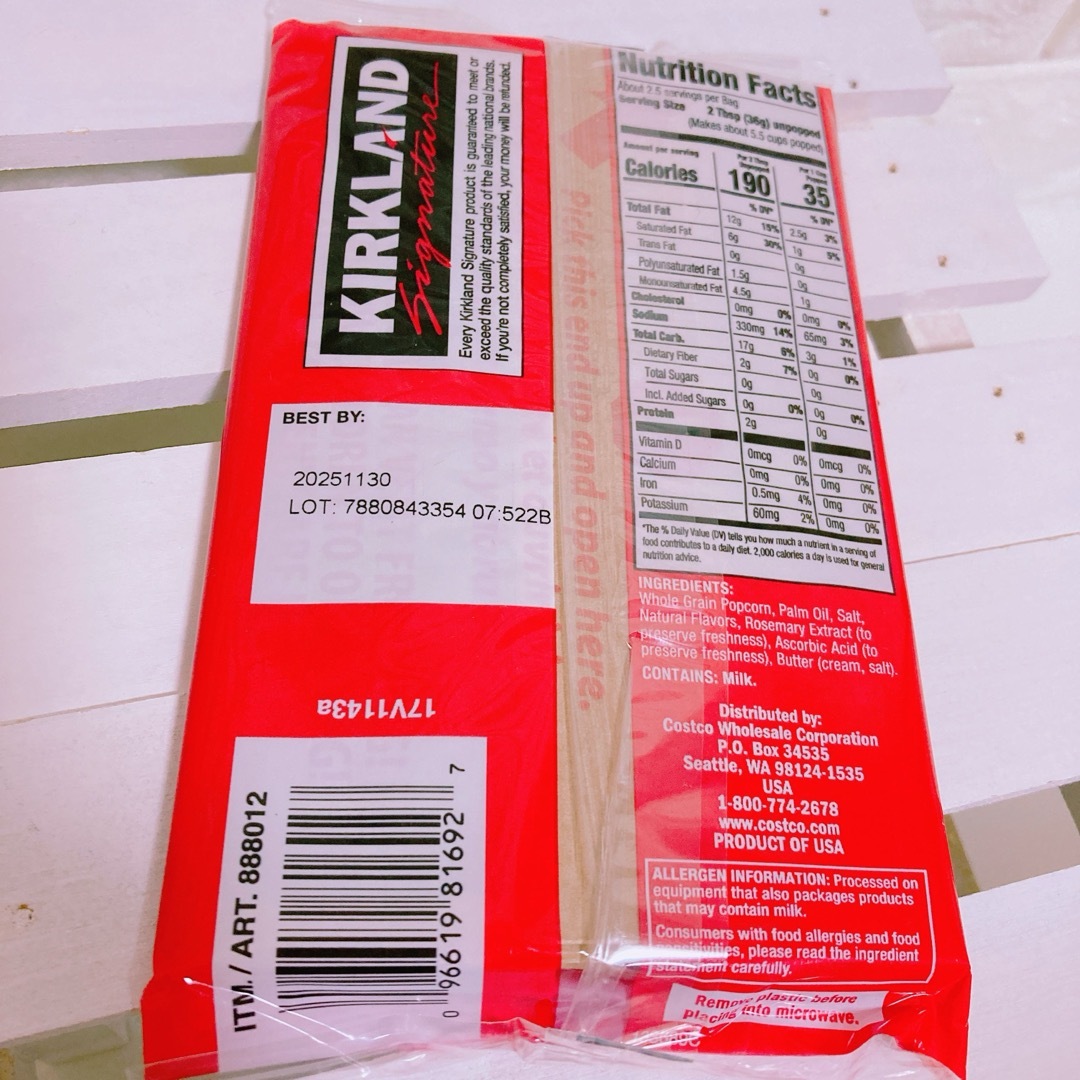 KIRKLAND
Signature
Every Kirkland Signature product is guaranteed to meet or
exceed the quality standards of the leading national brands.
If you're not completely satisfied, your money will be refunded.
BEST BY:
20251130
LOT: 7880843354 07:522B
17V1143a
ITM./ART. 888012
0 96619 81692 7
pick this end up and open here.
Nutrition Facts
About 2.5 servings per Bag
Serving Size 2 Tbsp (36g) unpopped
(Makes about 5.5 cups popped)
Amount per serving
Calories 190 35
% DV* % DV*
Total Fat 12g 15% 2.5g 3%
Saturated Fat 6g 30% 1g 5%
Trans Fat 0g 0g
Polyunsaturated Fat 1.5g 0g
Monounsaturated Fat 4.5g 1g
Cholesterol 0mg 0% 0mg 0%
Sodium 330mg 14% 65mg 3%
Total Carb. 17g 6% 3g 1%
Dietary Fiber 2g 7% 0g 0%
Total Sugars 0g 0g
Incl. Added Sugars 0g 0% 0g 0%
Protein 2g 0g
Vitamin D 0mcg 0% 0mcg 0%
Calcium 0mg 0% 0mg 0%
Iron 0.5mg 4% 0mg 0%
Potassium 60mg 2% 0mg 0%
*The % Daily Value (DV) tells you how much a nutrient in a serving of
food contributes to a daily diet. 2,000 calories a day is used for general
nutrition advice.
INGREDIENTS:
Whole Grain Popcorn, Palm Oil, Salt,
Natural Flavors, Rosemary Extract (to
preserve freshness), Ascorbic Acid (to
preserve freshness), Butter (cream, salt).
CONTAINS: Milk.
Distributed by:
Costco Wholesale Corporation
P.O. Box 34535
Seattle, WA 98124-1535
USA
1-800-774-2678
www.costco.com
PRODUCT OF USA
ALLERGEN INFORMATION: Processed on
equipment that also packages products
that may contain milk.
Consumers with food allergies and food
sensitivities, please read the ingredient
statement carefully.
Remove plastic before
placing into microwave.